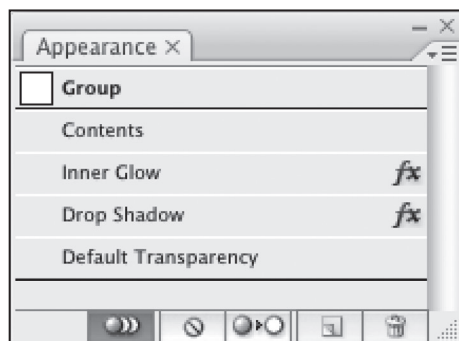 Appearance ×
Group
Contents
Inner Glow fx
Drop Shadow fx
Default Transparency